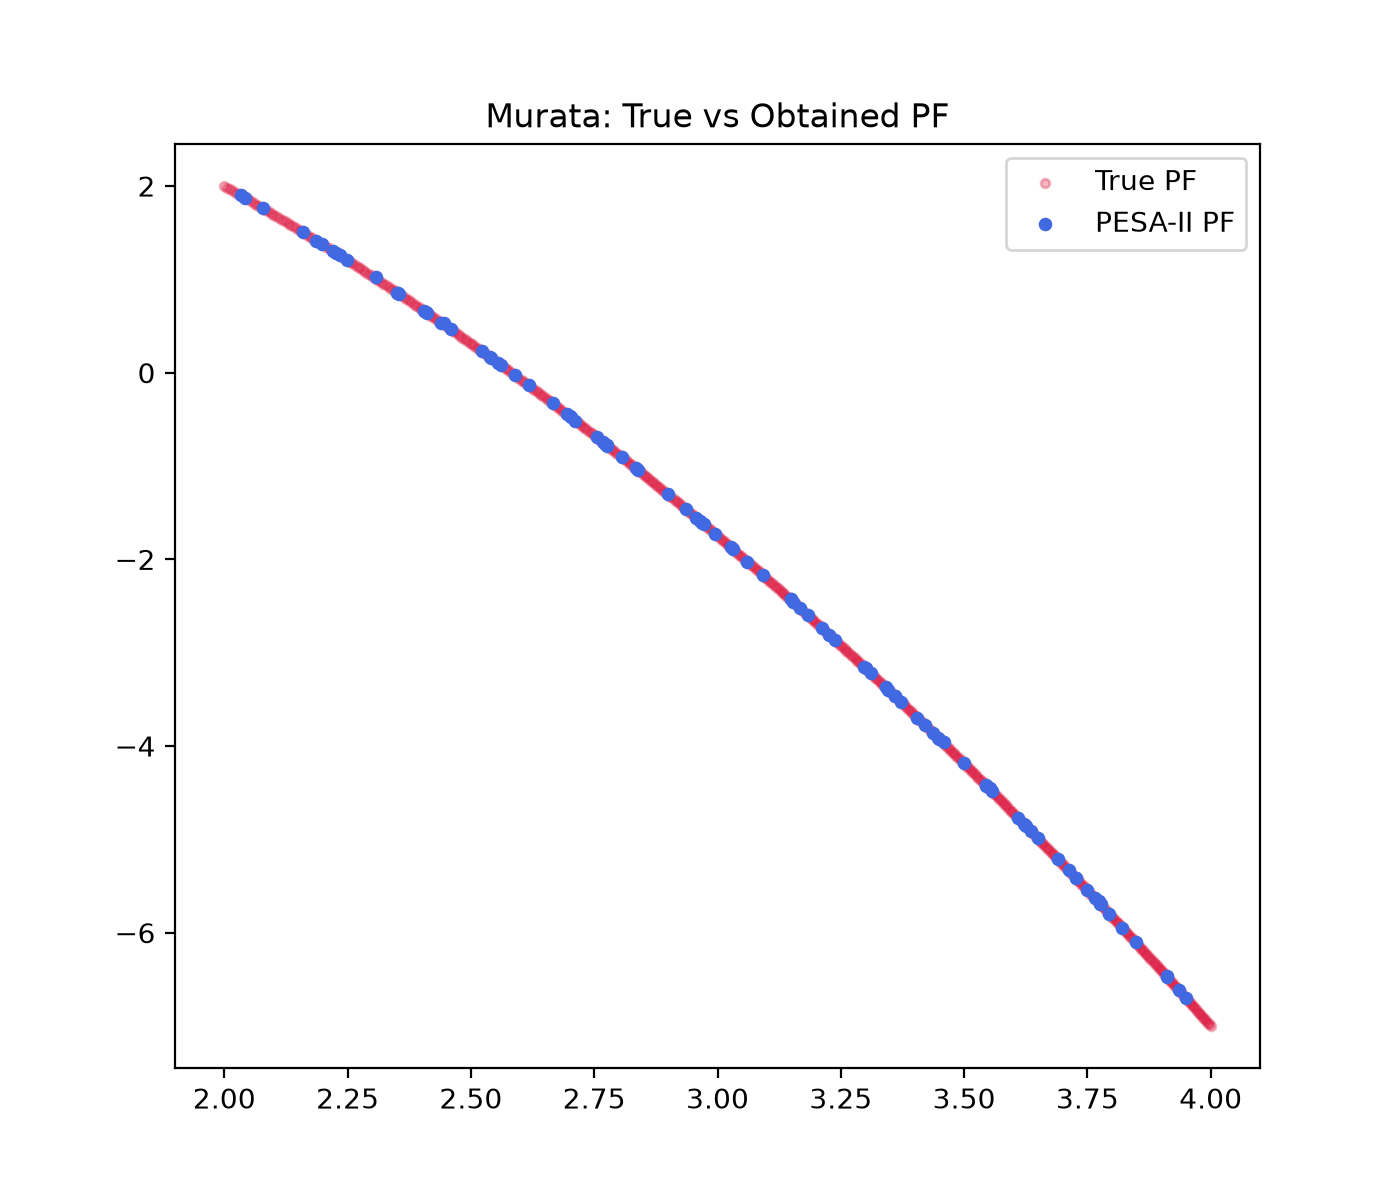 Murata: True vs Obtained PF
True PF
PESA-II PF
2
0
−2
−4
−6
2.00 2.25 2.50 2.75 3.00 3.25 3.50 3.75 4.00